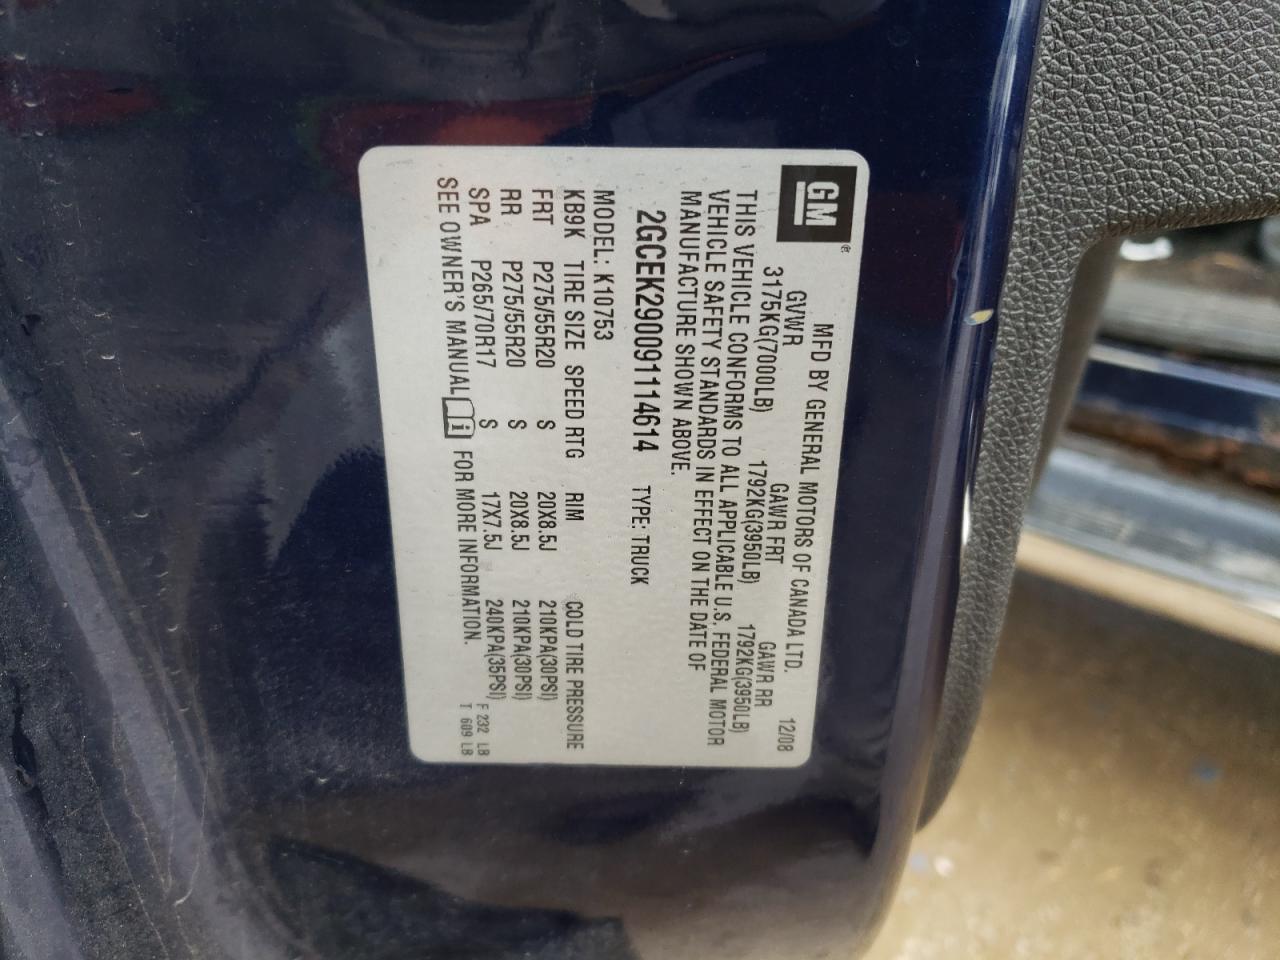 GM®
MFD BY GENERAL MOTORS OF CANADA LTD.
12/08
GVWR GAWR FRT GAWR RR
3175KG(7000LB) 1792KG(3950LB) 1792KG(3950LB)
THIS VEHICLE CONFORMS TO ALL APPLICABLE U.S. FEDERAL MOTOR
VEHICLE SAFETY STANDARDS IN EFFECT ON THE DATE OF
MANUFACTURE SHOWN ABOVE.
2GCEK290091114614 TYPE: TRUCK
MODEL: K10753
KB9K TIRE SIZE SPEED RTG RIM COLD TIRE PRESSURE
FRT P275/55R20 S 20X8.5J 210KPA(30PSI)
RR P275/55R20 S 20X8.5J 210KPA(30PSI)
SPA P265/70R17 S 17X7.5J 240KPA(35PSI)
SEE OWNER'S MANUAL i FOR MORE INFORMATION.
F 232 LB
T 609 LB